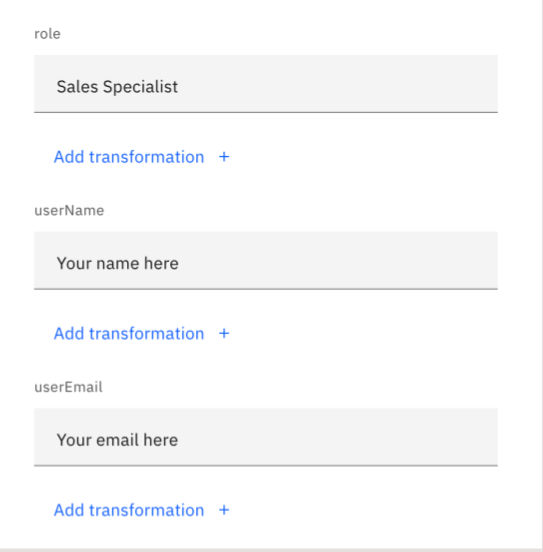 role
Sales Specialist
Add transformation +
userName
Your name here
Add transformation +
userEmail
Your email here
Add transformation +